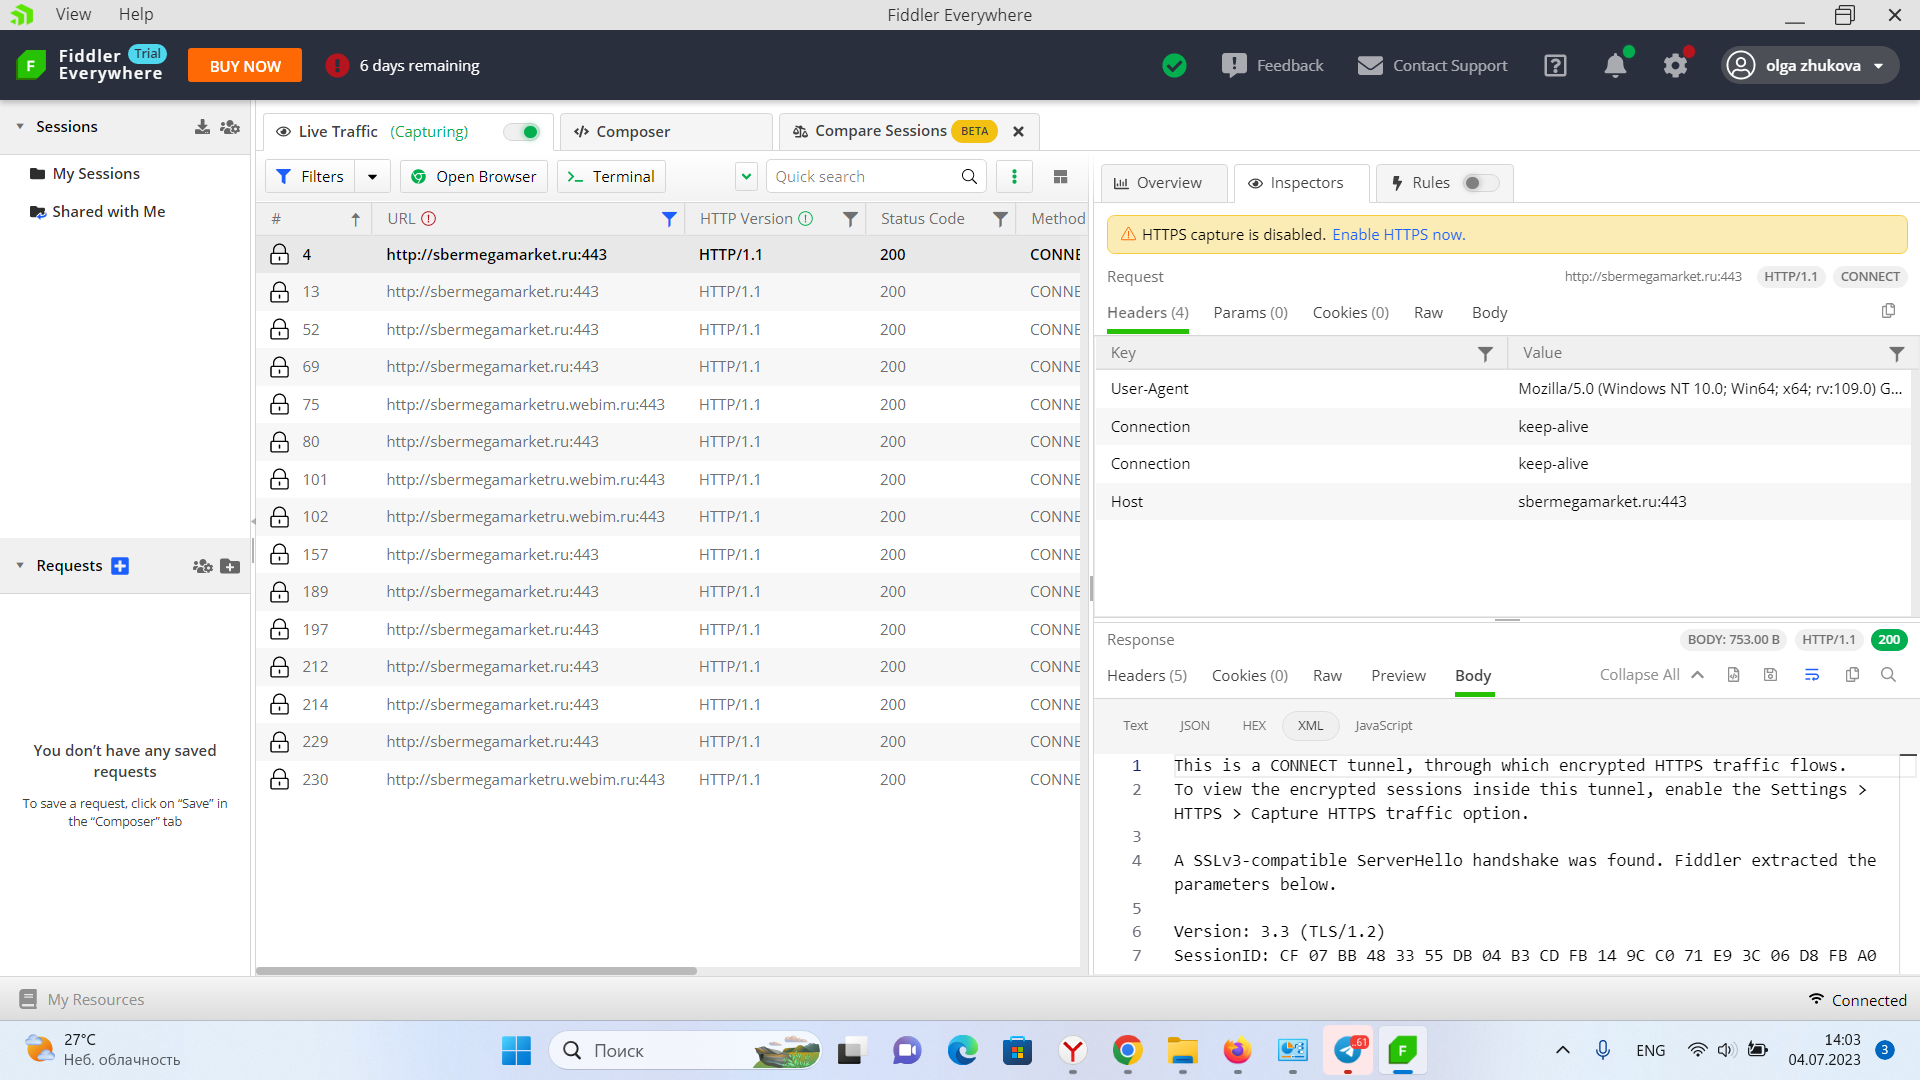 View Help
Fiddler Everywhere
Fiddler Trial
Everywhere
BUY NOW
6 days remaining
Feedback
Contact Support
olga zhukova
Sessions
My Sessions
Shared with Me
Requests
You don’t have any saved
requests
To save a request, click on “Save” in
the “Composer” tab
Live Traffic (Capturing)
Composer
Compare Sessions BETA
Filters
Open Browser
Terminal
Quick search
# URL HTTP Version Status Code Method
4 http://sbermegamarket.ru:443 HTTP/1.1 200 CONNE
13 http://sbermegamarket.ru:443 HTTP/1.1 200 CONNE
52 http://sbermegamarket.ru:443 HTTP/1.1 200 CONNE
69 http://sbermegamarket.ru:443 HTTP/1.1 200 CONNE
75 http://sbermegamarketru.webim.ru:443 HTTP/1.1 200 CONNE
80 http://sbermegamarket.ru:443 HTTP/1.1 200 CONNE
101 http://sbermegamarketru.webim.ru:443 HTTP/1.1 200 CONNE
102 http://sbermegamarketru.webim.ru:443 HTTP/1.1 200 CONNE
157 http://sbermegamarket.ru:443 HTTP/1.1 200 CONNE
189 http://sbermegamarket.ru:443 HTTP/1.1 200 CONNE
197 http://sbermegamarket.ru:443 HTTP/1.1 200 CONNE
212 http://sbermegamarket.ru:443 HTTP/1.1 200 CONNE
214 http://sbermegamarket.ru:443 HTTP/1.1 200 CONNE
229 http://sbermegamarket.ru:443 HTTP/1.1 200 CONNE
230 http://sbermegamarketru.webim.ru:443 HTTP/1.1 200 CONNE
Overview
Inspectors
Rules
HTTPS capture is disabled. Enable HTTPS now.
Request http://sbermegamarket.ru:443 HTTP/1.1 CONNECT
Headers (4) Params (0) Cookies (0) Raw Body
Key Value
User-Agent Mozilla/5.0 (Windows NT 10.0; Win64; x64; rv:109.0) G...
Connection keep-alive
Connection keep-alive
Host sbermegamarket.ru:443
Response BODY: 753.00 B HTTP/1.1 200
Headers (5) Cookies (0) Raw Preview Body Collapse All
Text JSON HEX XML JavaScript
1 This is a CONNECT tunnel, through which encrypted HTTPS traffic flows.
2 To view the encrypted sessions inside this tunnel, enable the Settings >
HTTPS > Capture HTTPS traffic option.
3
4 A SSLv3-compatible ServerHello handshake was found. Fiddler extracted the
parameters below.
5
6 Version: 3.3 (TLS/1.2)
7 SessionID: CF 07 BB 48 33 55 DB 04 B3 CD FB 14 9C C0 71 E9 3C 06 D8 FB A0
My Resources
Connected
27°C
Неб. облачность
Поиск
61
ENG
14:03
04.07.2023
3